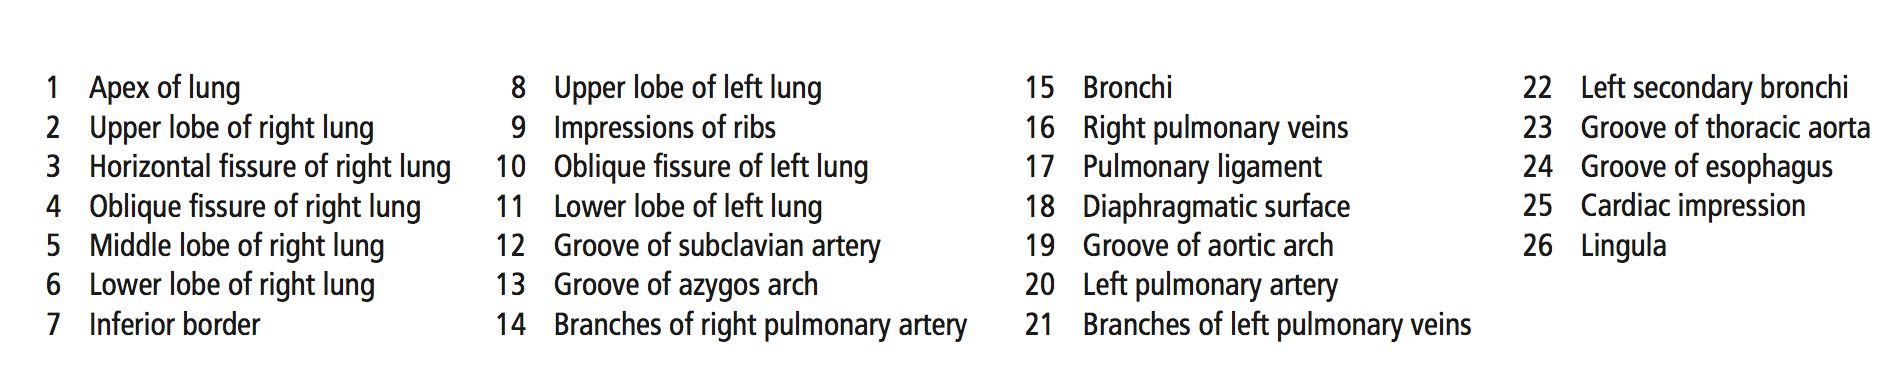 1 Apex of lung
2 Upper lobe of right lung
3 Horizontal fissure of right lung
4 Oblique fissure of right lung
5 Middle lobe of right lung
6 Lower lobe of right lung
7 Inferior border
8 Upper lobe of left lung
9 Impressions of ribs
10 Oblique fissure of left lung
11 Lower lobe of left lung
12 Groove of subclavian artery
13 Groove of azygos arch
14 Branches of right pulmonary artery
15 Bronchi
16 Right pulmonary veins
17 Pulmonary ligament
18 Diaphragmatic surface
19 Groove of aortic arch
20 Left pulmonary artery
21 Branches of left pulmonary veins
22 Left secondary bronchi
23 Groove of thoracic aorta
24 Groove of esophagus
25 Cardiac impression
26 Lingula